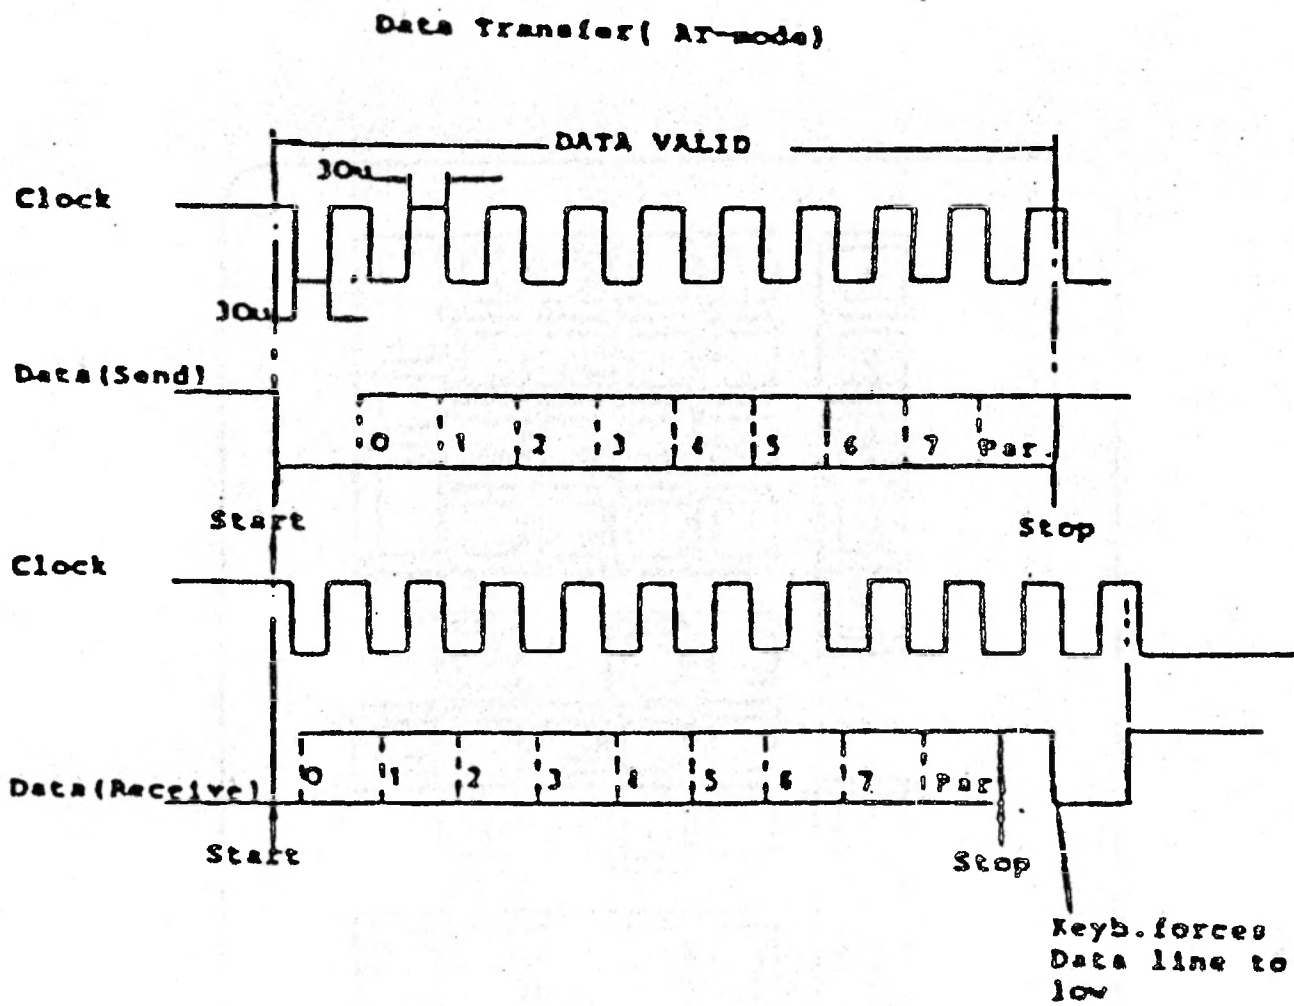 Data Transfer( AT-mode)
DATA VALID
30u
Clock
30u
Data(Send)
0 1 2 3 4 5 6 7 Par.
Start
Stop
Clock
Data(Receive)
0 1 2 3 4 5 6 7 Par
Start
Stop
Keyb.forces
Data line to
low